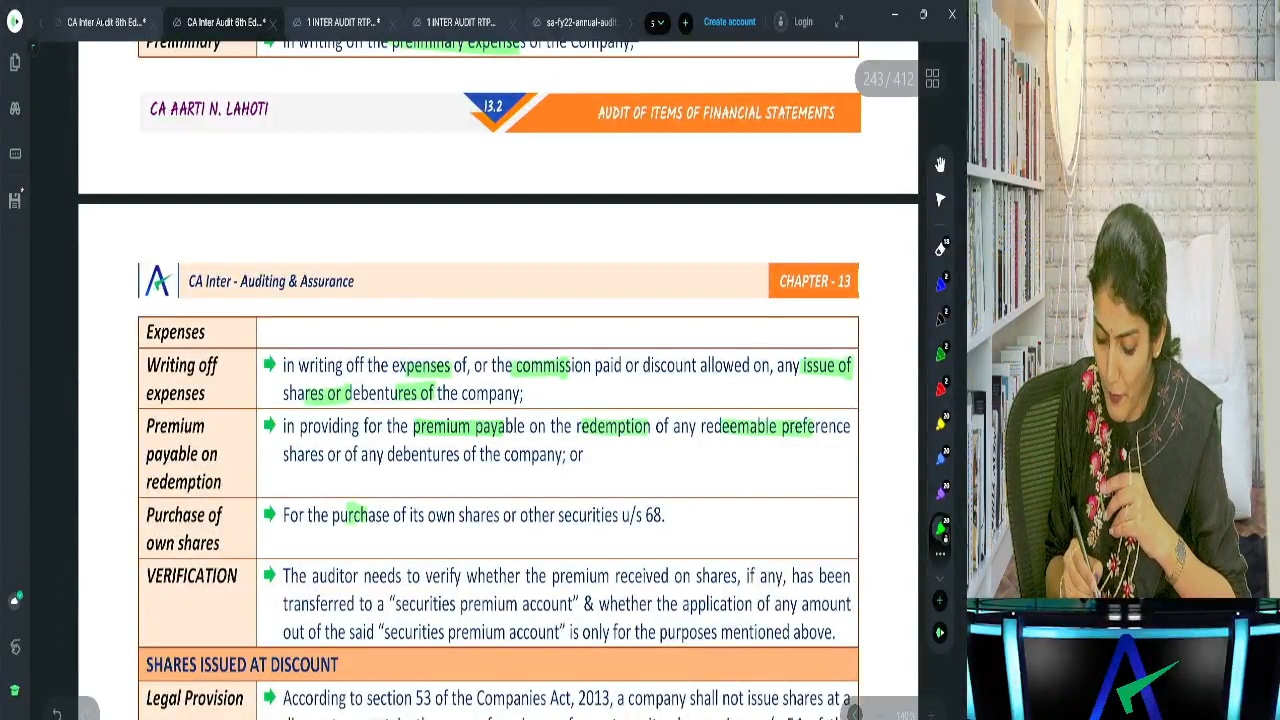 CA Inter Audit 6th Ed...*
CA Inter Audit 6th Ed...*
1 INTER AUDIT RTP...*
1 INTER AUDIT RTP...
sa-fy22-annual-audit...
5
Create account
Login
Preliminary
in writing off the preliminary expenses of the Company;
243 / 412
CA AARTI N. LAHOTI
13.2
AUDIT OF ITEMS OF FINANCIAL STATEMENTS
CA Inter - Auditing & Assurance
CHAPTER - 13
Expenses
Writing off expenses
in writing off the expenses of, or the commission paid or discount allowed on, any issue of
shares or debentures of the company;
Premium payable on redemption
in providing for the premium payable on the redemption of any redeemable preference
shares or of any debentures of the company; or
Purchase of own shares
For the purchase of its own shares or other securities u/s 68.
VERIFICATION
The auditor needs to verify whether the premium received on shares, if any, has been
transferred to a “securities premium account” & whether the application of any amount
out of the said “securities premium account” is only for the purposes mentioned above.
SHARES ISSUED AT DISCOUNT
Legal Provision
According to section 53 of the Companies Act, 2013, a company shall not issue shares at a
140%